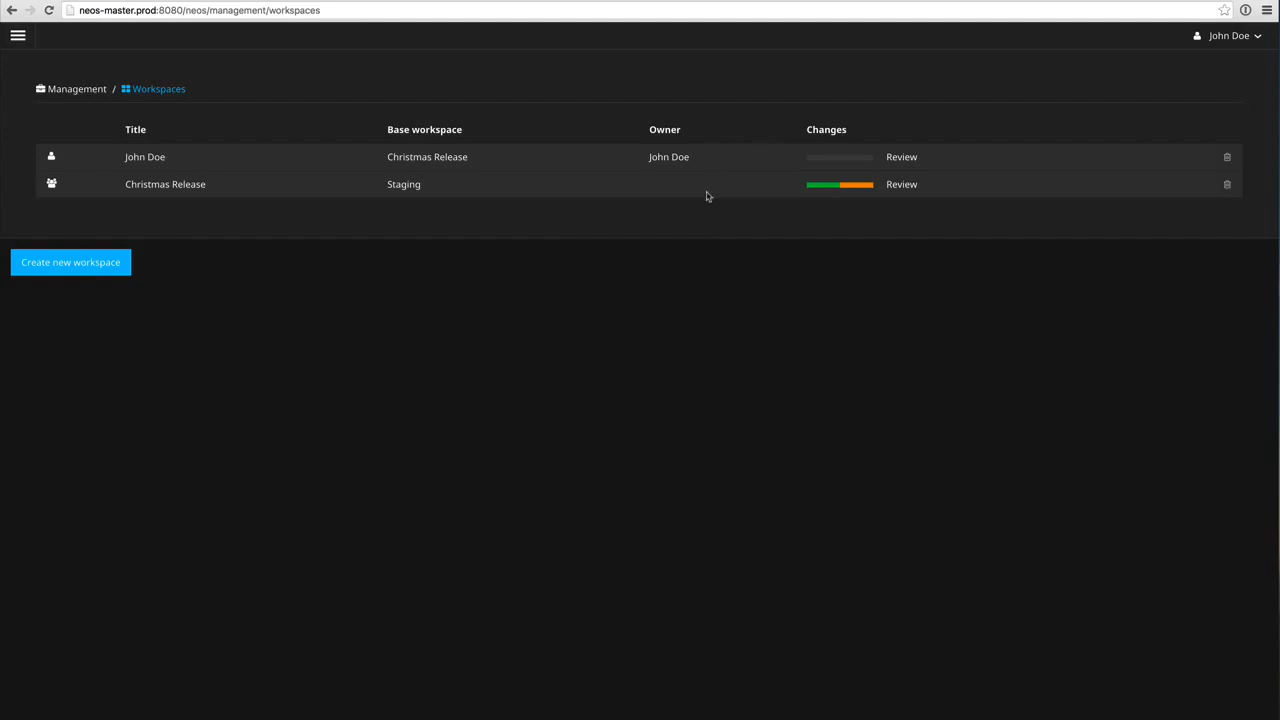 neos-master.prod:8080/neos/management/workspaces
John Doe
Management / Workspaces
Title Base workspace Owner Changes
John Doe Christmas Release John Doe Review
Christmas Release Staging Review
Create new workspace